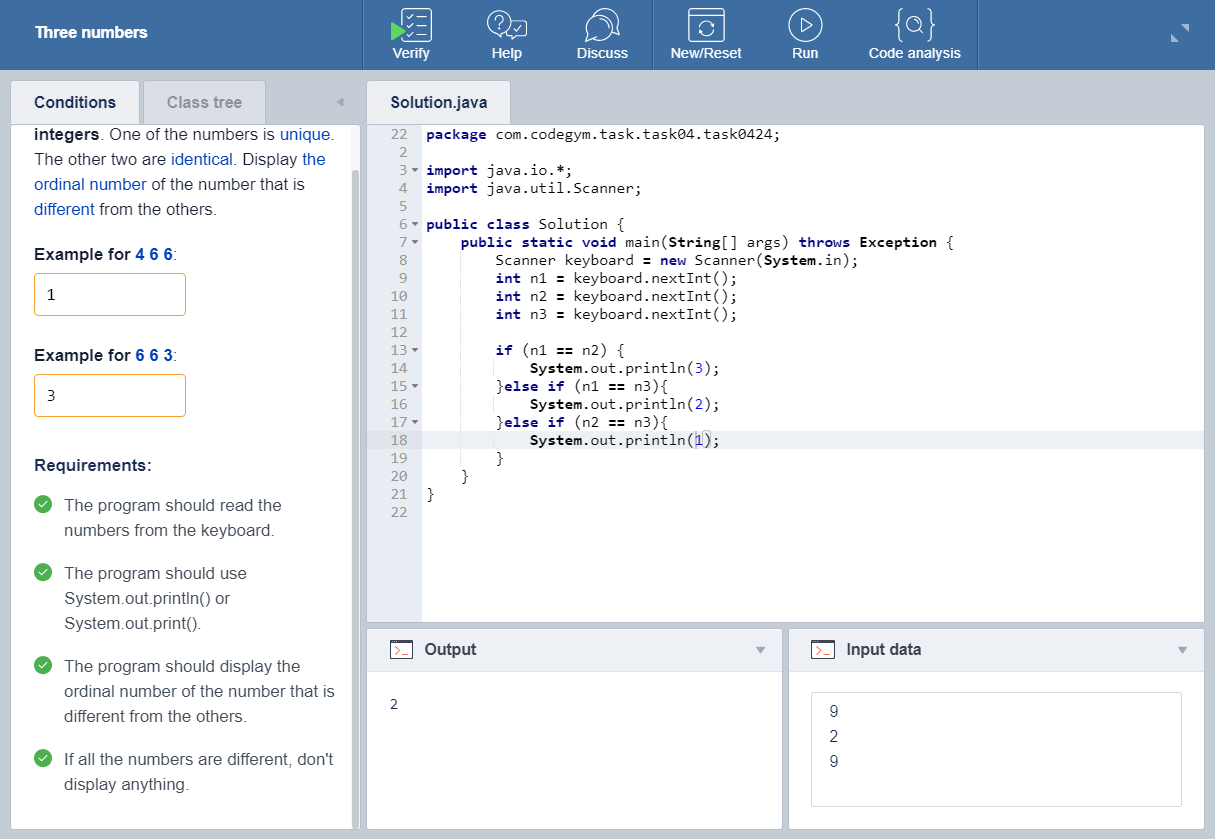 Three numbers
Verify
Help
Discuss
New/Reset
Run
Code analysis
Conditions
Class tree
integers. One of the numbers is unique.
The other two are identical. Display the
ordinal number of the number that is
different from the others.
Example for 4 6 6:
1
Example for 6 6 3:
3
Requirements:
The program should read the
numbers from the keyboard.
The program should use
System.out.println() or
System.out.print().
The program should display the
ordinal number of the number that is
different from the others.
If all the numbers are different, don't
display anything.
Solution.java
22 package com.codegym.task.task04.task0424;
2
3 import java.io.*;
4 import java.util.Scanner;
5
6 public class Solution {
7     public static void main(String[] args) throws Exception {
8         Scanner keyboard = new Scanner(System.in);
9         int n1 = keyboard.nextInt();
10         int n2 = keyboard.nextInt();
11         int n3 = keyboard.nextInt();
12
13         if (n1 == n2) {
14             System.out.println(3);
15         }else if (n1 == n3){
16             System.out.println(2);
17         }else if (n2 == n3){
18             System.out.println(1);
19         }
20     }
21 }
22
Output
2
Input data
9
2
9